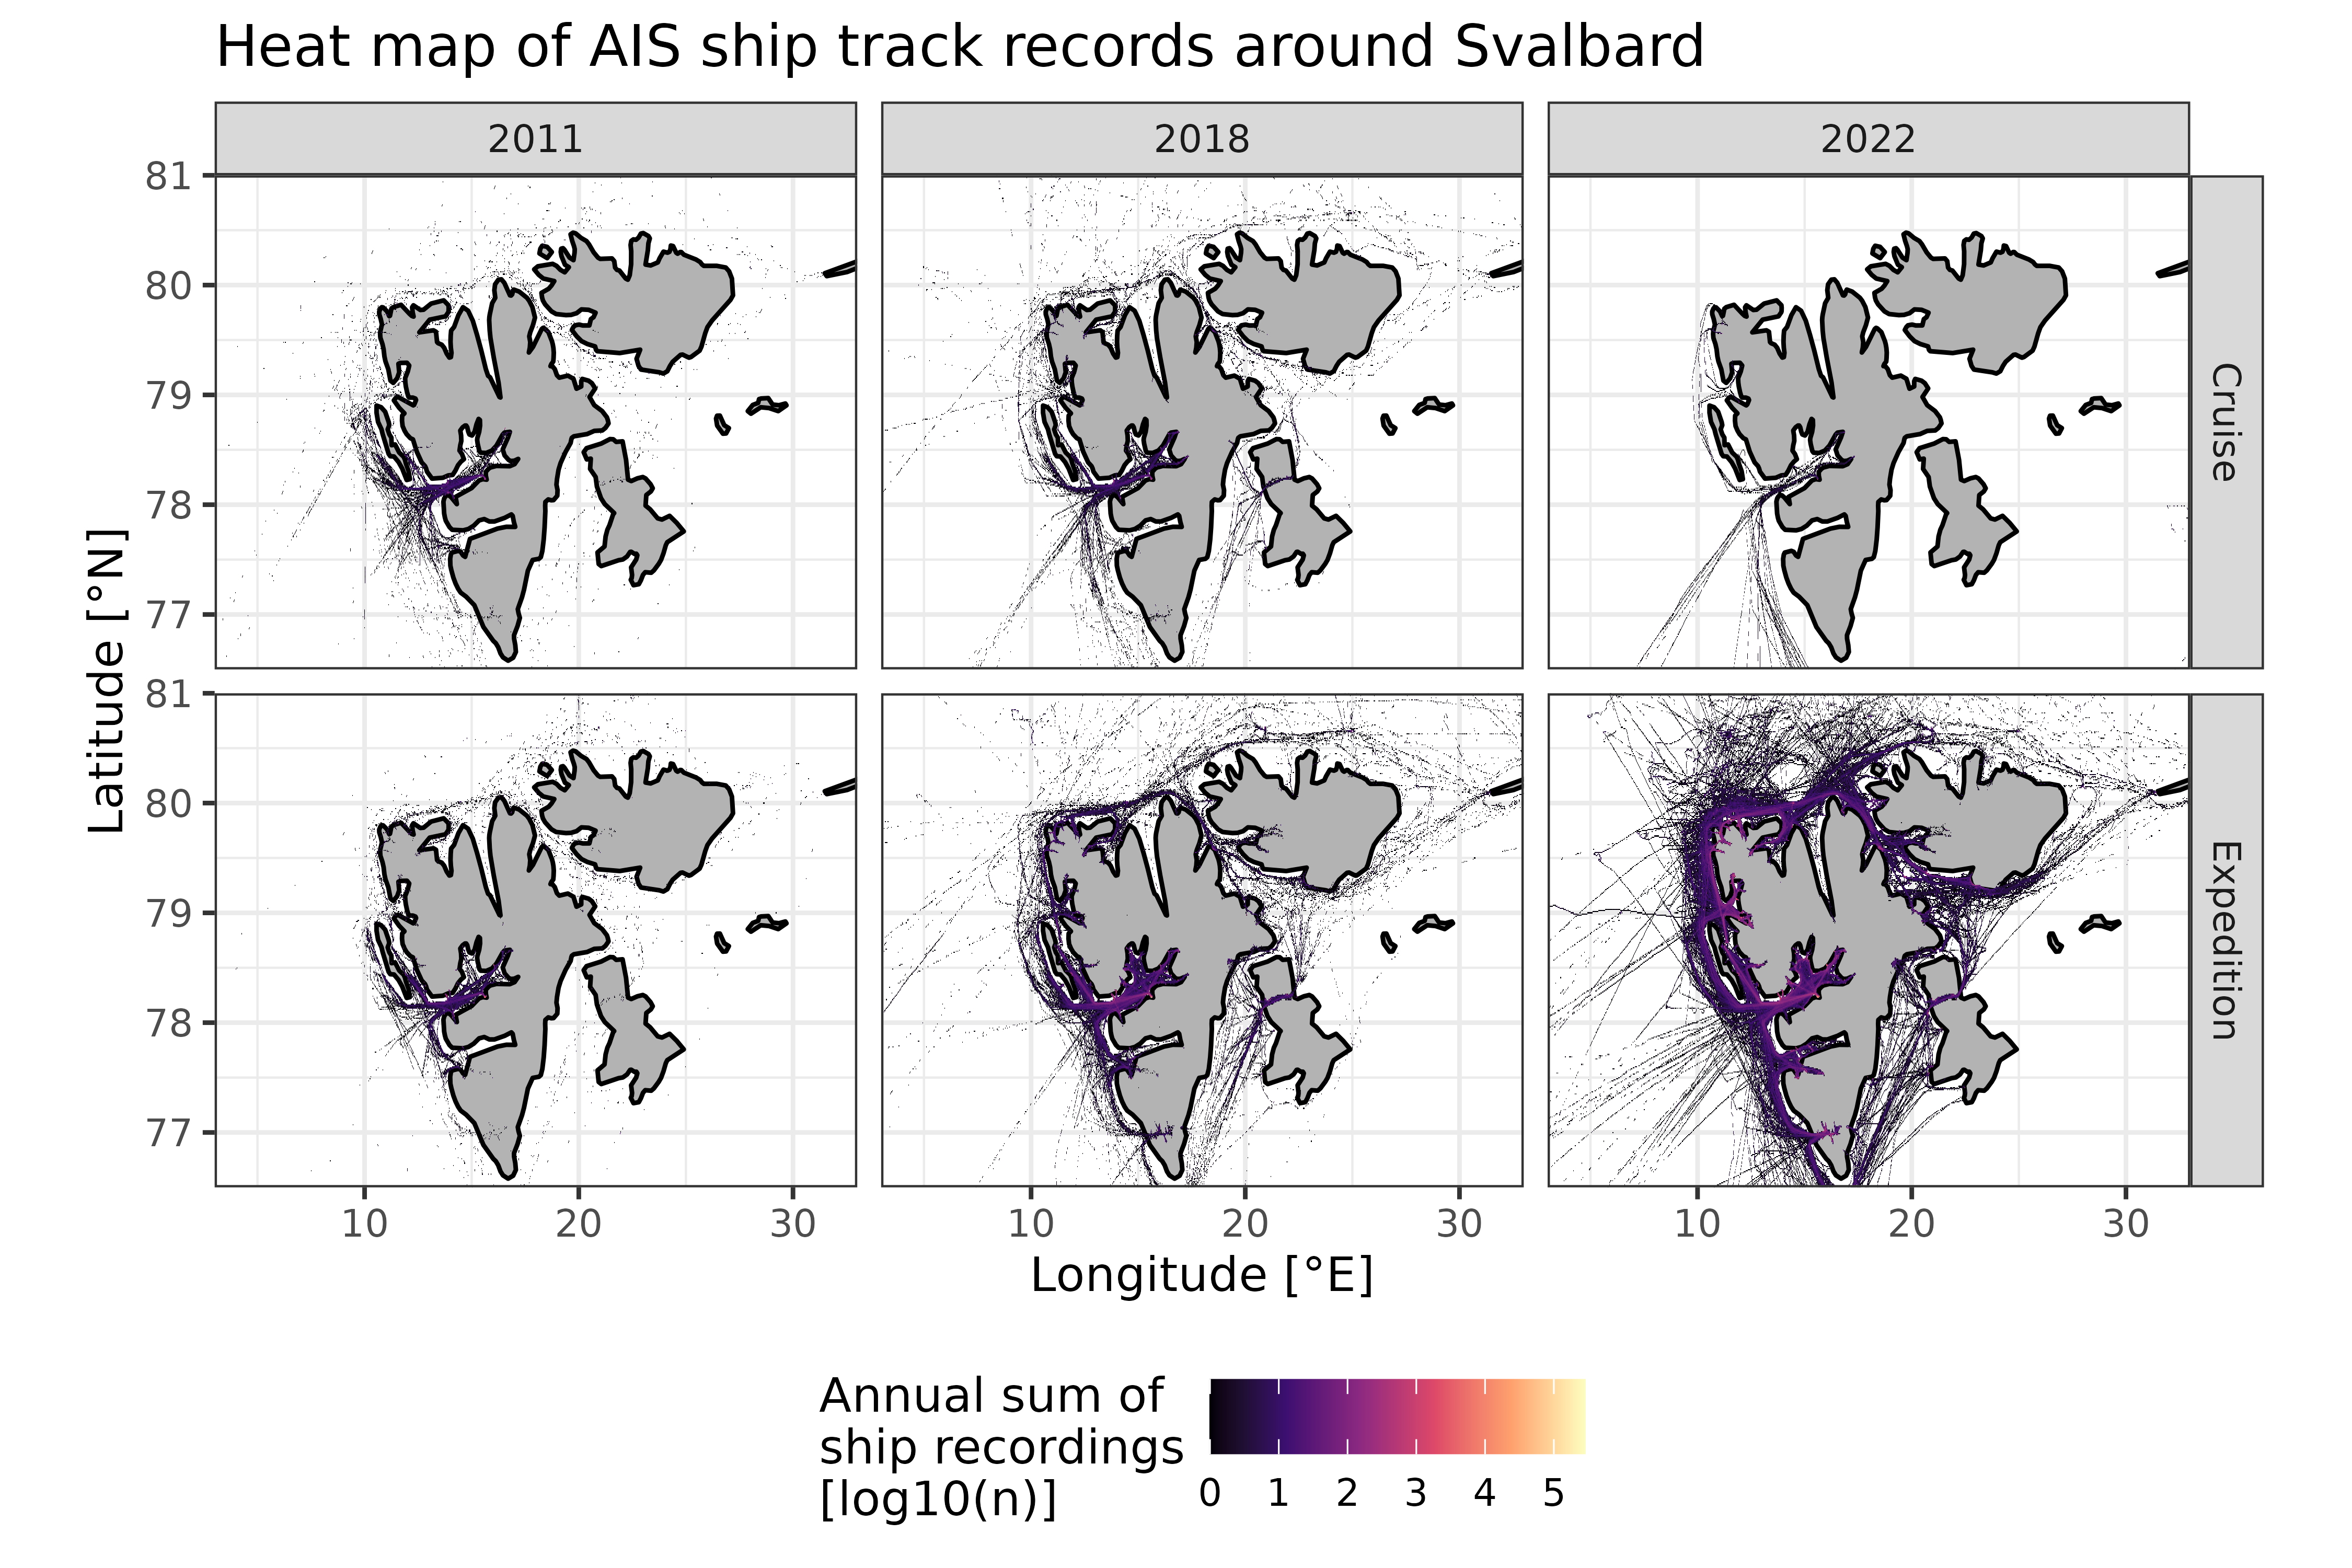 Heat map of AIS ship track records around Svalbard
2011 2018 2022
81
80
79
78
77
Cruise
Latitude [°N]
81
80
79
78
77
Expedition
10 20 30 10 20 30 10 20 30
Longitude [°E]
Annual sum of
ship recordings
[log10(n)]
0 1 2 3 4 5